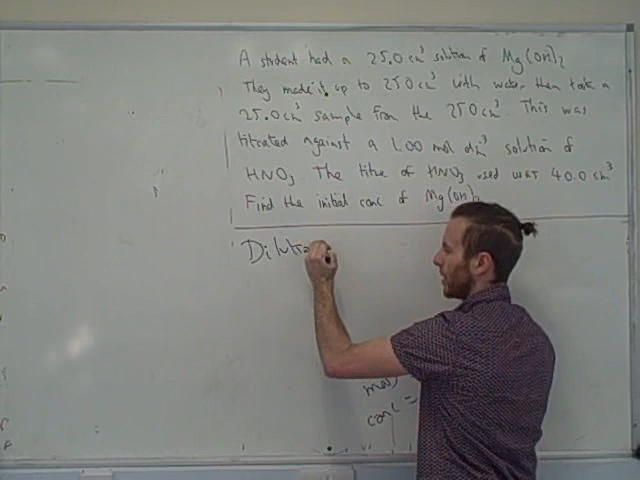 A student had a 25.0 cm³ solution of Mg(OH)₂
They made it up to 250 cm³ with water then took a
25.0 cm³ sample from the 250 cm³. This was
titrated against a 1.00 mol dm⁻³ solution of
HNO₃. The titre of HNO₃ used was 40.0 cm³
Find the initial conc of Mg(OH)₂
Dilutio
mol
conc =